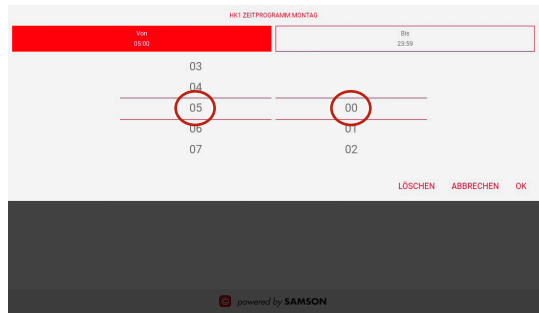 HK1 ZEITPROGRAMM MONTAG
Von
05:00
Bis
23:59
03
04
05
06
07
00
01
02
LÖSCHEN ABBRECHEN OK
powered by SAMSON